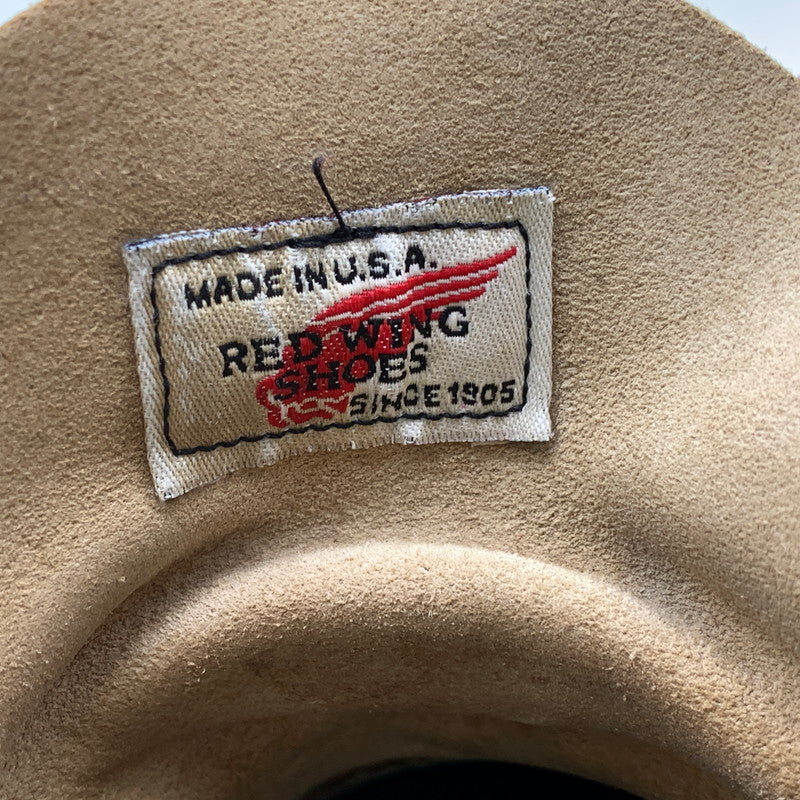 MADE IN U.S.A.
RED WING
SHOES
SINCE 1905